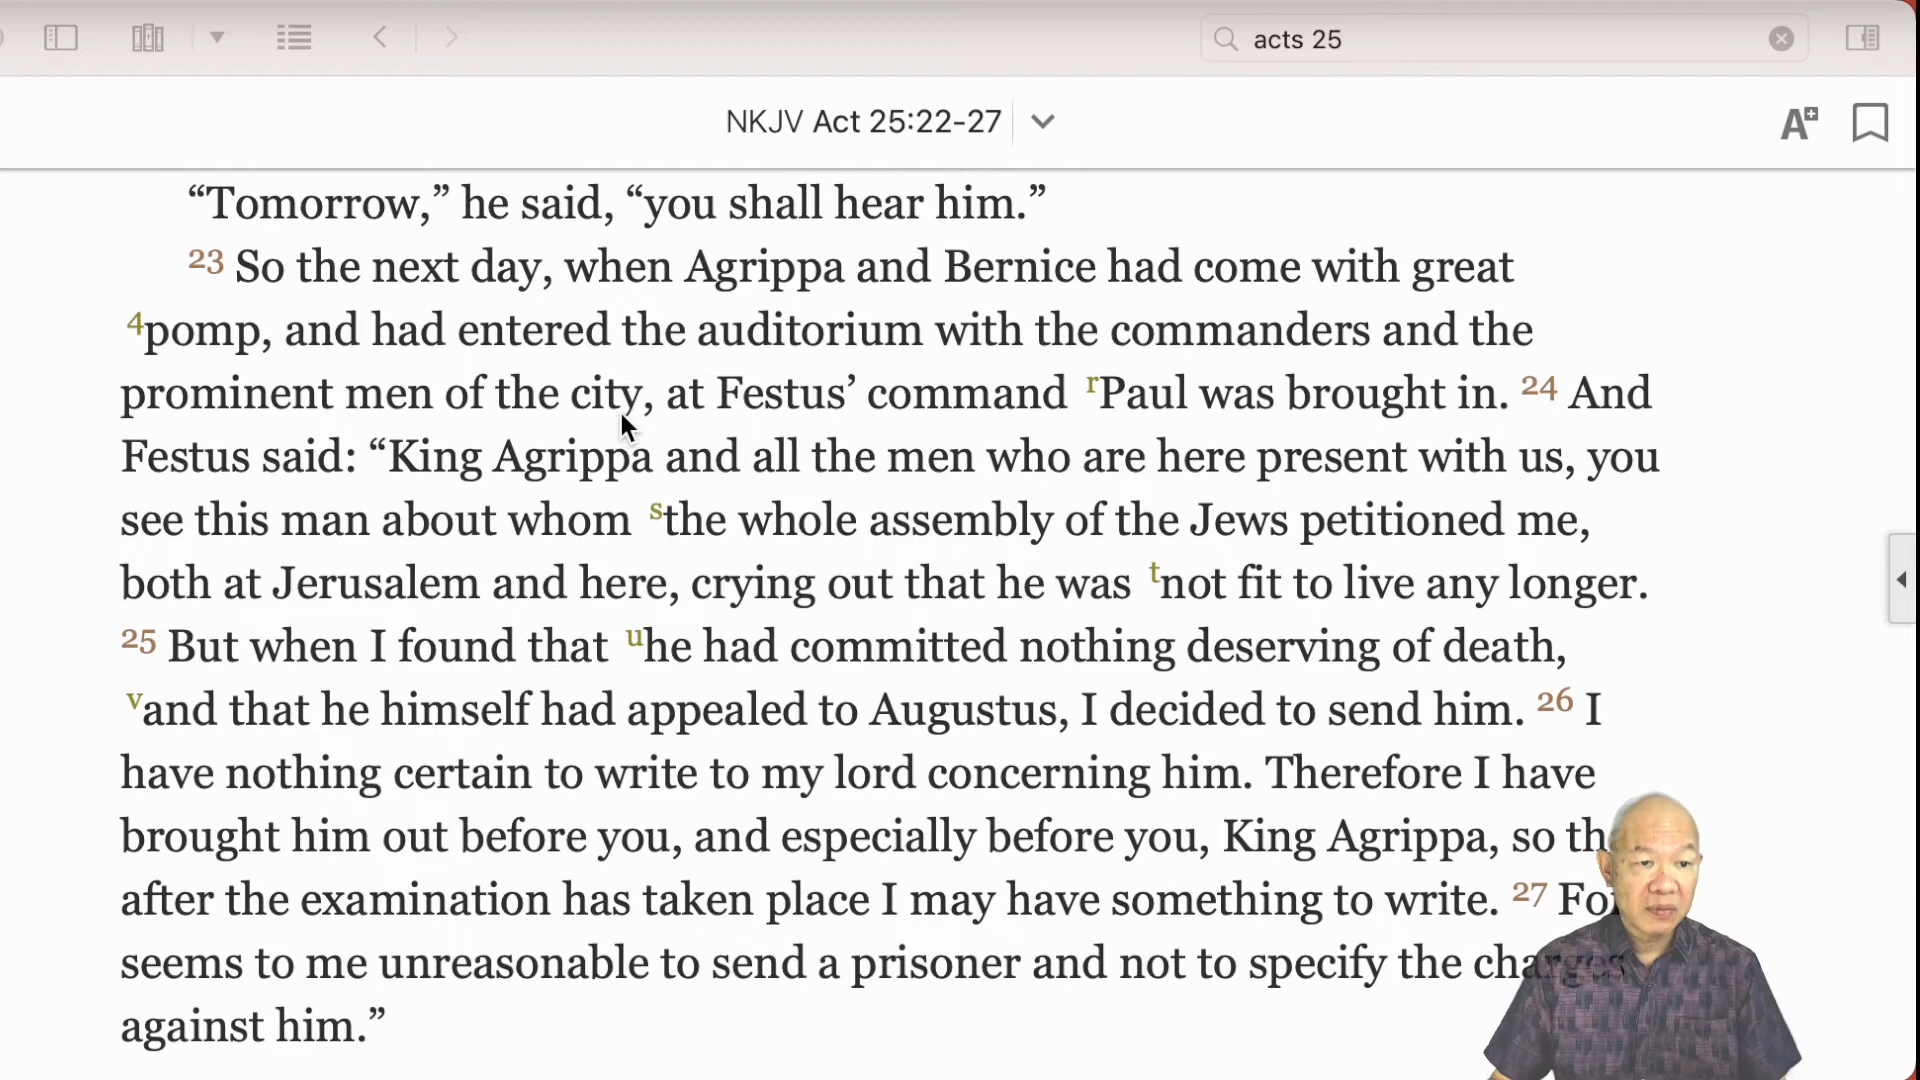 acts 25
NKJV Act 25:22-27
A
“Tomorrow,” he said, “you shall hear him.”
23 So the next day, when Agrippa and Bernice had come with great
4pomp, and had entered the auditorium with the commanders and the
prominent men of the city, at Festus’ command rPaul was brought in. 24 And
Festus said: “King Agrippa and all the men who are here present with us, you
see this man about whom sthe whole assembly of the Jews petitioned me,
both at Jerusalem and here, crying out that he was tnot fit to live any longer.
25 But when I found that uhe had committed nothing deserving of death,
vand that he himself had appealed to Augustus, I decided to send him. 26 I
have nothing certain to write to my lord concerning him. Therefore I have
brought him out before you, and especially before you, King Agrippa, so
after the examination has taken place I may have something to write. 27
seems to me unreasonable to send a prisoner and not to specify the charges
against him.”